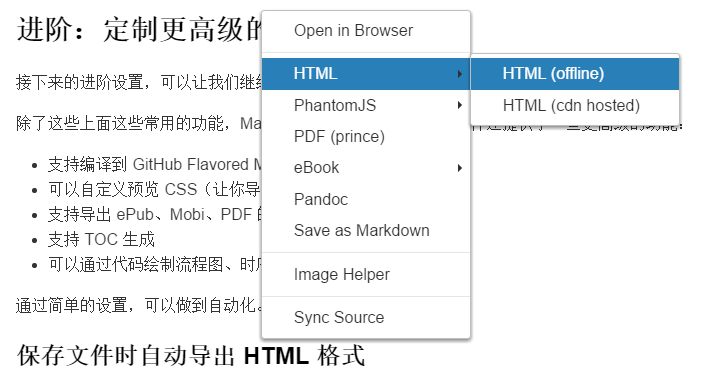 进阶：定制更高级的
Open in Browser
HTML
HTML (offline)
接下来的进阶设置，可以让我们继续
PhantomJS
HTML (cdn hosted)
除了这些上面这些常用的功能，Ma
PDF (prince)
支持编译到 GitHub Flavored M
eBook
可以自定义预览 CSS（让你导
Pandoc
支持导出 ePub、Mobi、PDF 的
Save as Markdown
支持 TOC 生成
可以通过代码绘制流程图、时序
Image Helper
通过简单的设置，可以做到自动化。
Sync Source
保存文件时自动导出 HTML 格式